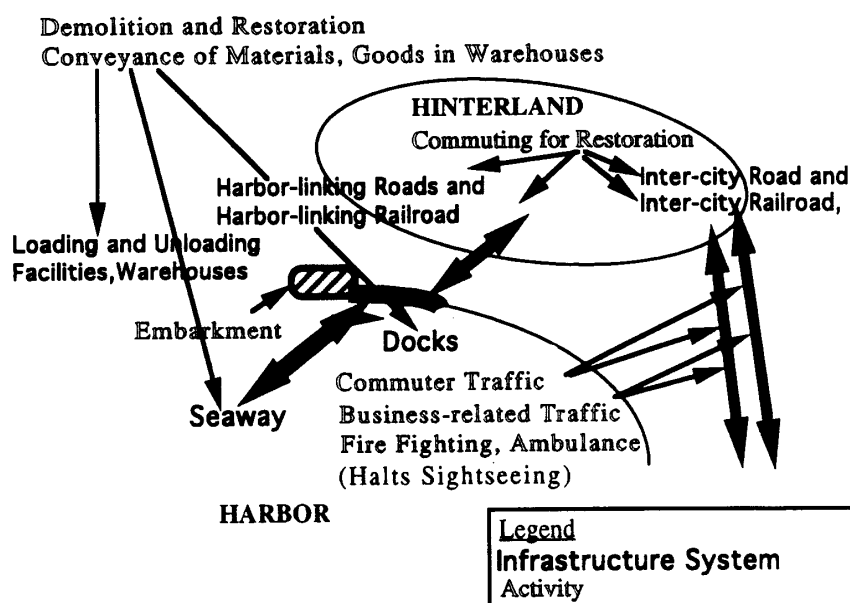 Demolition and Restoration
Conveyance of Materials, Goods in Warehouses
HINTERLAND
Commuting for Restoration
Harbor-linking Roads and
Harbor-linking Railroad
Inter-city Road and
Inter-city Railroad,
Loading and Unloading
Facilities,Warehouses
Embarkment
Docks
Seaway
Commuter Traffic
Business-related Traffic
Fire Fighting, Ambulance
(Halts Sightseeing)
HARBOR
Legend
Infrastructure System
Activity